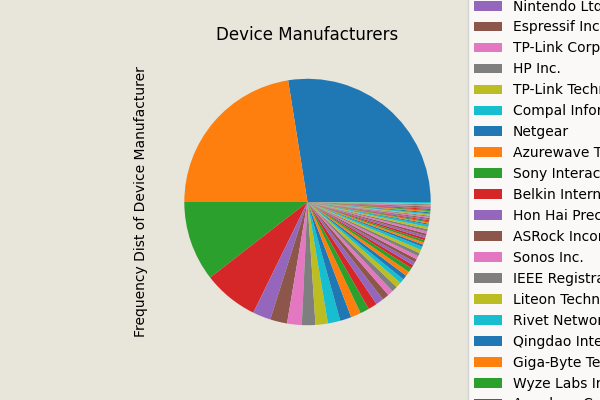 Device Manufacturers
Frequency Dist of Device Manufacturer
Nintendo Ltd
Espressif Inc
TP-Link Corp
HP Inc.
TP-Link Tech
Compal Infor
Netgear
Azurewave T
Sony Interac
Belkin Intern
Hon Hai Prec
ASRock Incor
Sonos Inc.
IEEE Registra
Liteon Techn
Rivet Networ
Qingdao Inte
Giga-Byte Te
Wyze Labs In